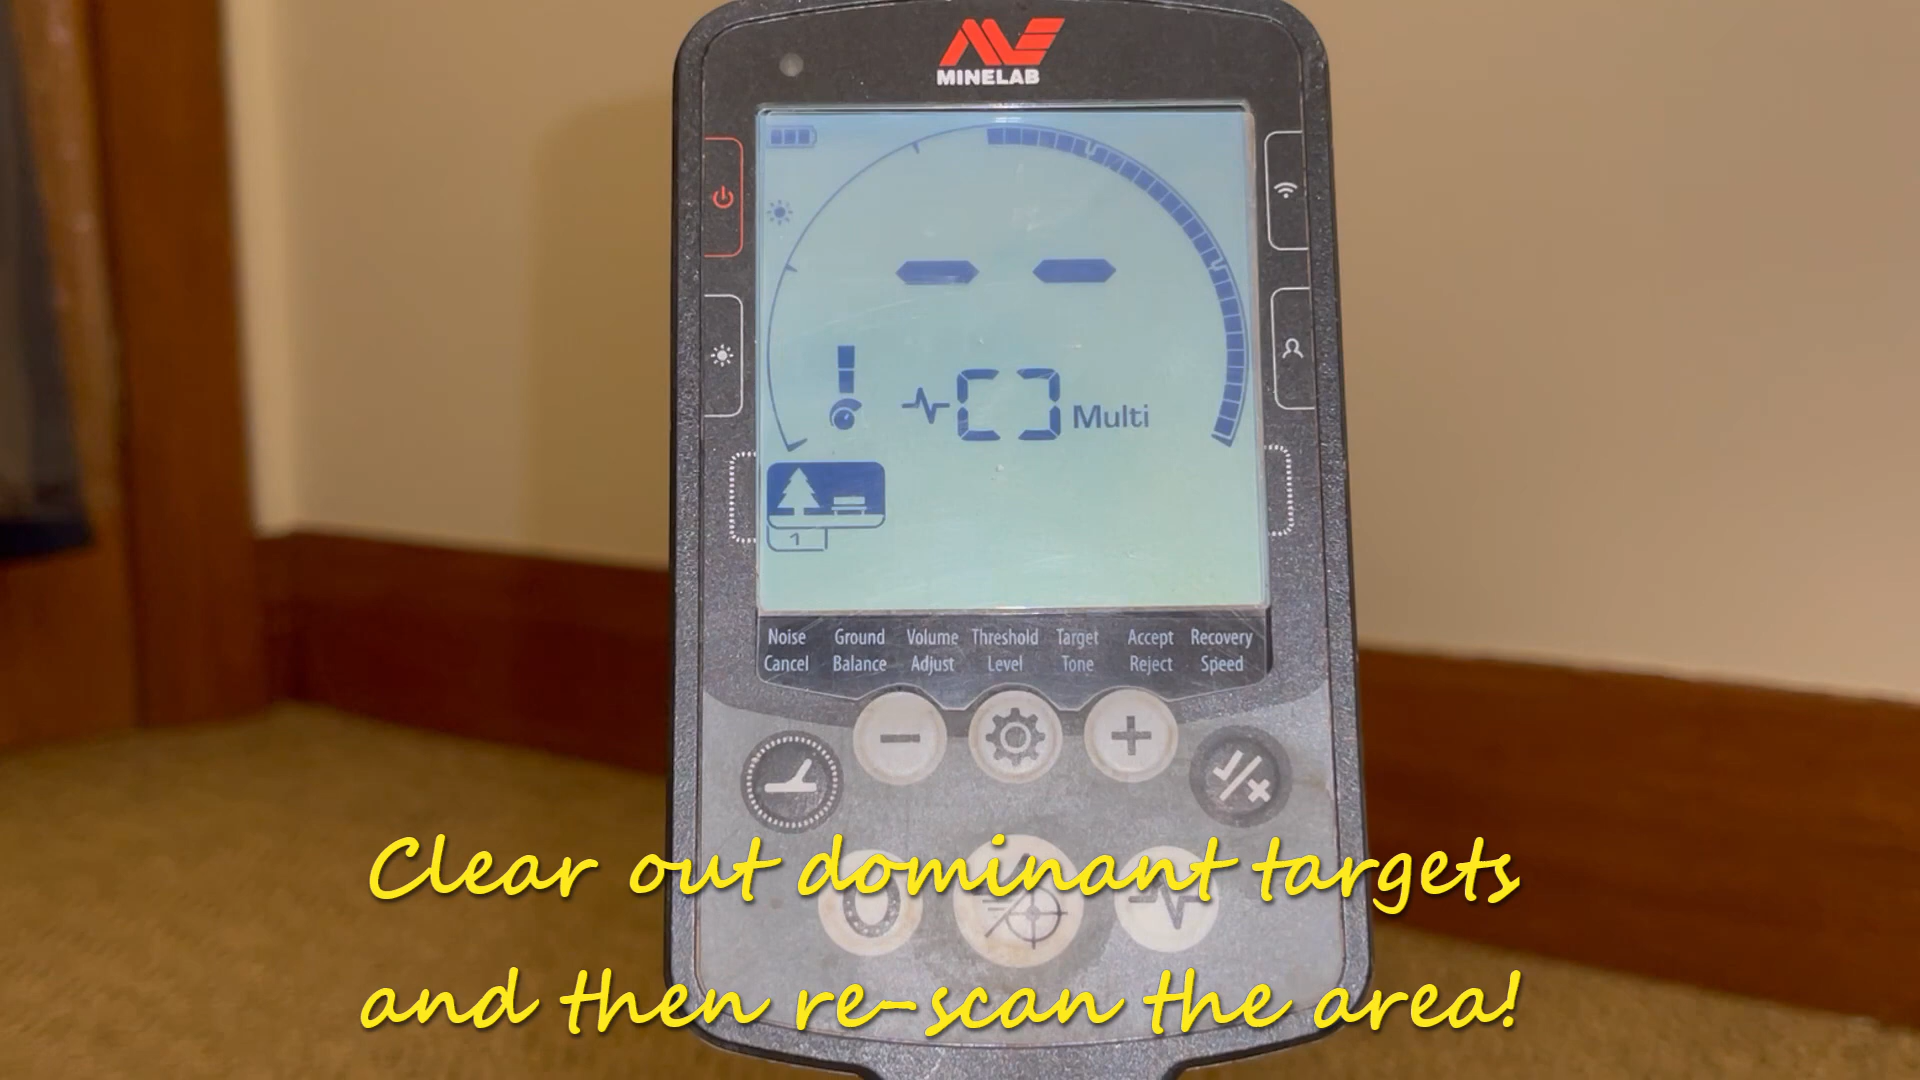 MINELAB
Multi
1
Noise Cancel
Ground Balance
Volume Adjust
Threshold Level
Target Tone
Accept Reject
Recovery Speed
Clear out dominant targets
and then re-scan the area!